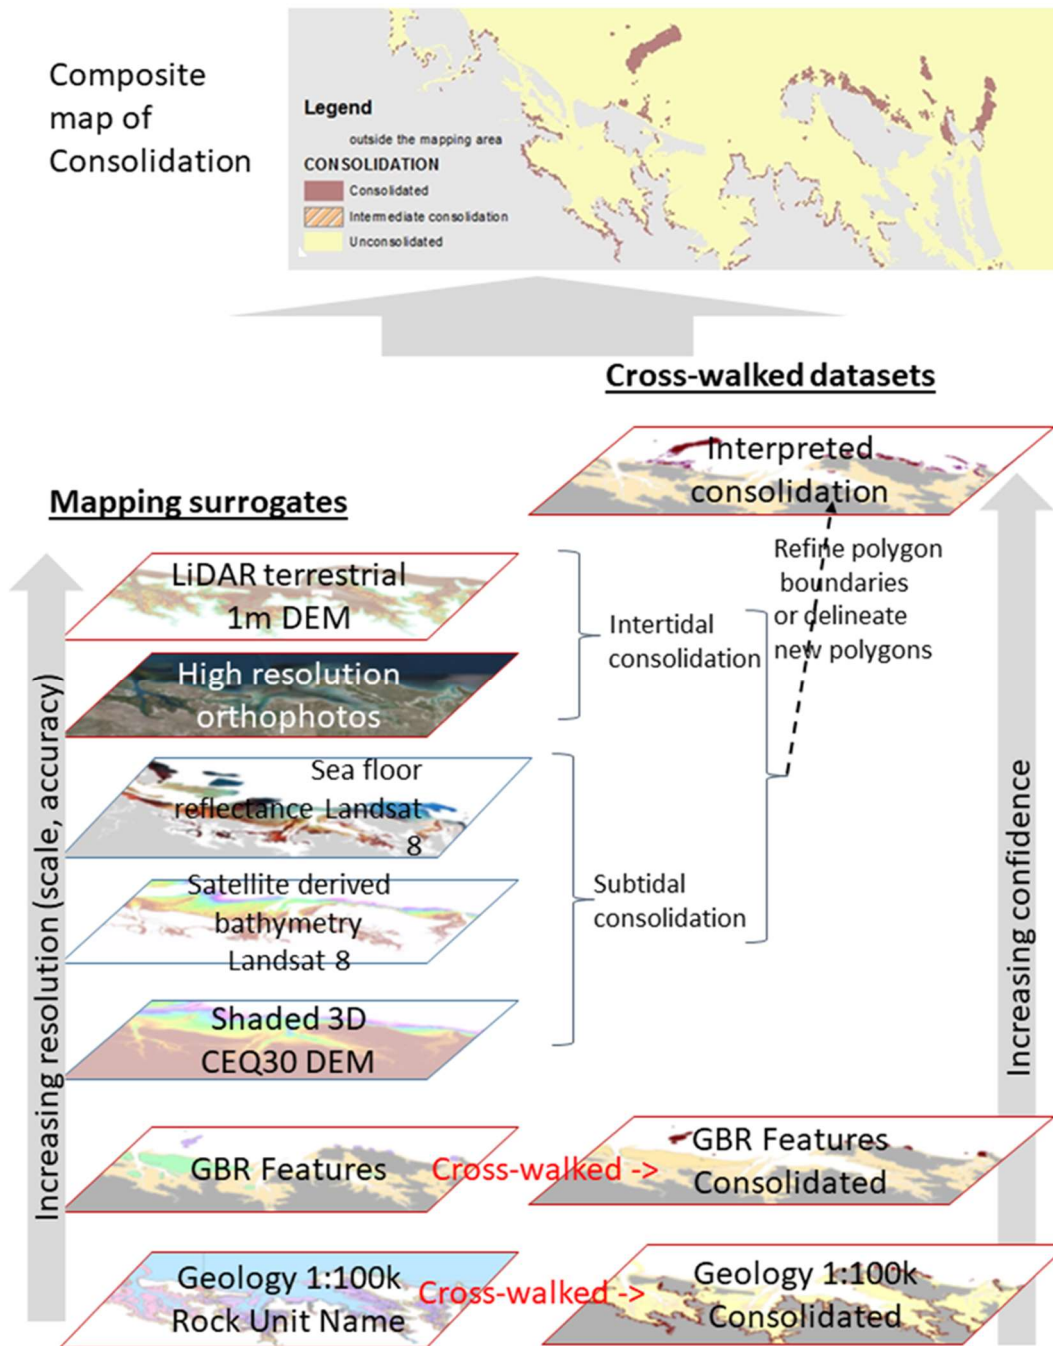 Composite
map of
Consolidation
Legend
outside the mapping area
CONSOLIDATION
Consolidated
Intermediate consolidation
Unconsolidated
Cross-walked datasets
Interpreted
consolidation
Mapping surrogates
Refine polygon
boundaries
or delineate
new polygons
LiDAR terrestrial
1m DEM
Intertidal
consolidation
High resolution
orthophotos
Sea floor
reflectance Landsat
8
Satellite derived
bathymetry
Landsat 8
Subtidal
consolidation
Shaded 3D
CEQ30 DEM
Increasing resolution (scale, accuracy)
Increasing confidence
GBR Features
Cross-walked ->
GBR Features
Consolidated
Geology 1:100k
Rock Unit Name
Cross-walked ->
Geology 1:100k
Consolidated